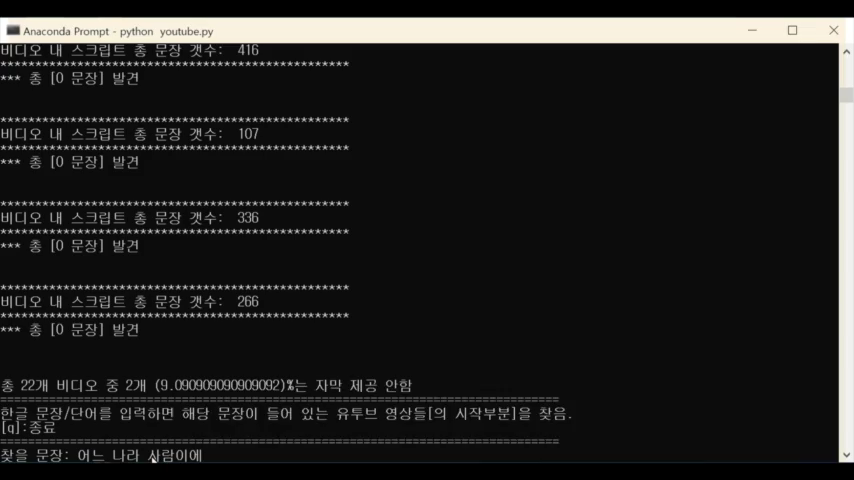 Anaconda Prompt - python  youtube.py
비디오 내 스크립트 총 문장 갯수:  416
**************************************************
*** 총 [0 문장] 발견
**************************************************
비디오 내 스크립트 총 문장 갯수:  107
**************************************************
*** 총 [0 문장] 발견
**************************************************
비디오 내 스크립트 총 문장 갯수:  336
**************************************************
*** 총 [0 문장] 발견
**************************************************
비디오 내 스크립트 총 문장 갯수:  266
**************************************************
*** 총 [0 문장] 발견
총 22개 비디오 중 2개 (9.090909090909092)%는 자막 제공 안함
================================================================================
한글 문장/단어를 입력하면 해당 문장이 들어 있는 유투브 영상들[의 시작부분]을 찾음.
[q]:종료
================================================================================
찾을 문장: 어느 나라 사람이에